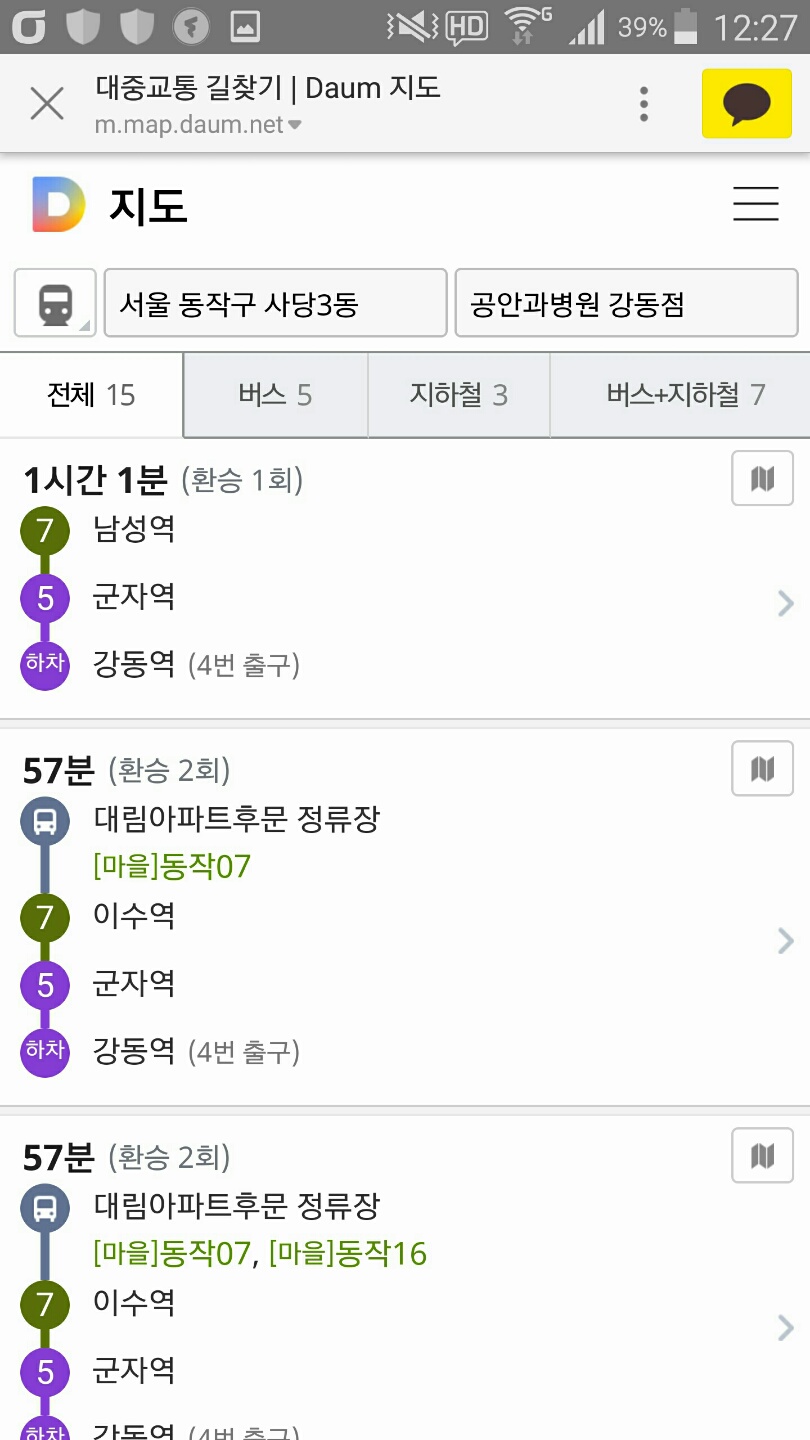 HD G 39% 12:27
대중교통 길찾기 | Daum 지도
m.map.daum.net
D 지도
서울 동작구 사당3동 공안과병원 강동점
전체 15 버스 5 지하철 3 버스+지하철 7
1시간 1분 (환승 1회)
7 남성역
5 군자역
하차 강동역 (4번 출구)
57분 (환승 2회)
대림아파트후문 정류장
[마을]동작07
7 이수역
5 군자역
하차 강동역 (4번 출구)
57분 (환승 2회)
대림아파트후문 정류장
[마을]동작07, [마을]동작16
7 이수역
5 군자역
하차 강동역 (4번 출구)